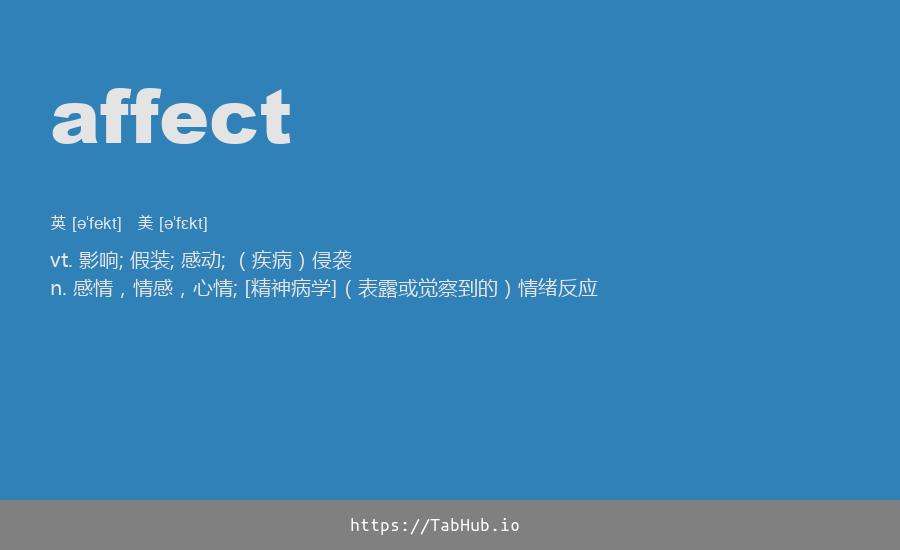 affect
英 [ə'fekt] 美 [ə'fɛkt]
vt. 影响; 假装; 感动; （疾病）侵袭
n. 感情，情感，心情; [精神病学]（表露或觉察到的）情绪反应
https://TabHub.io